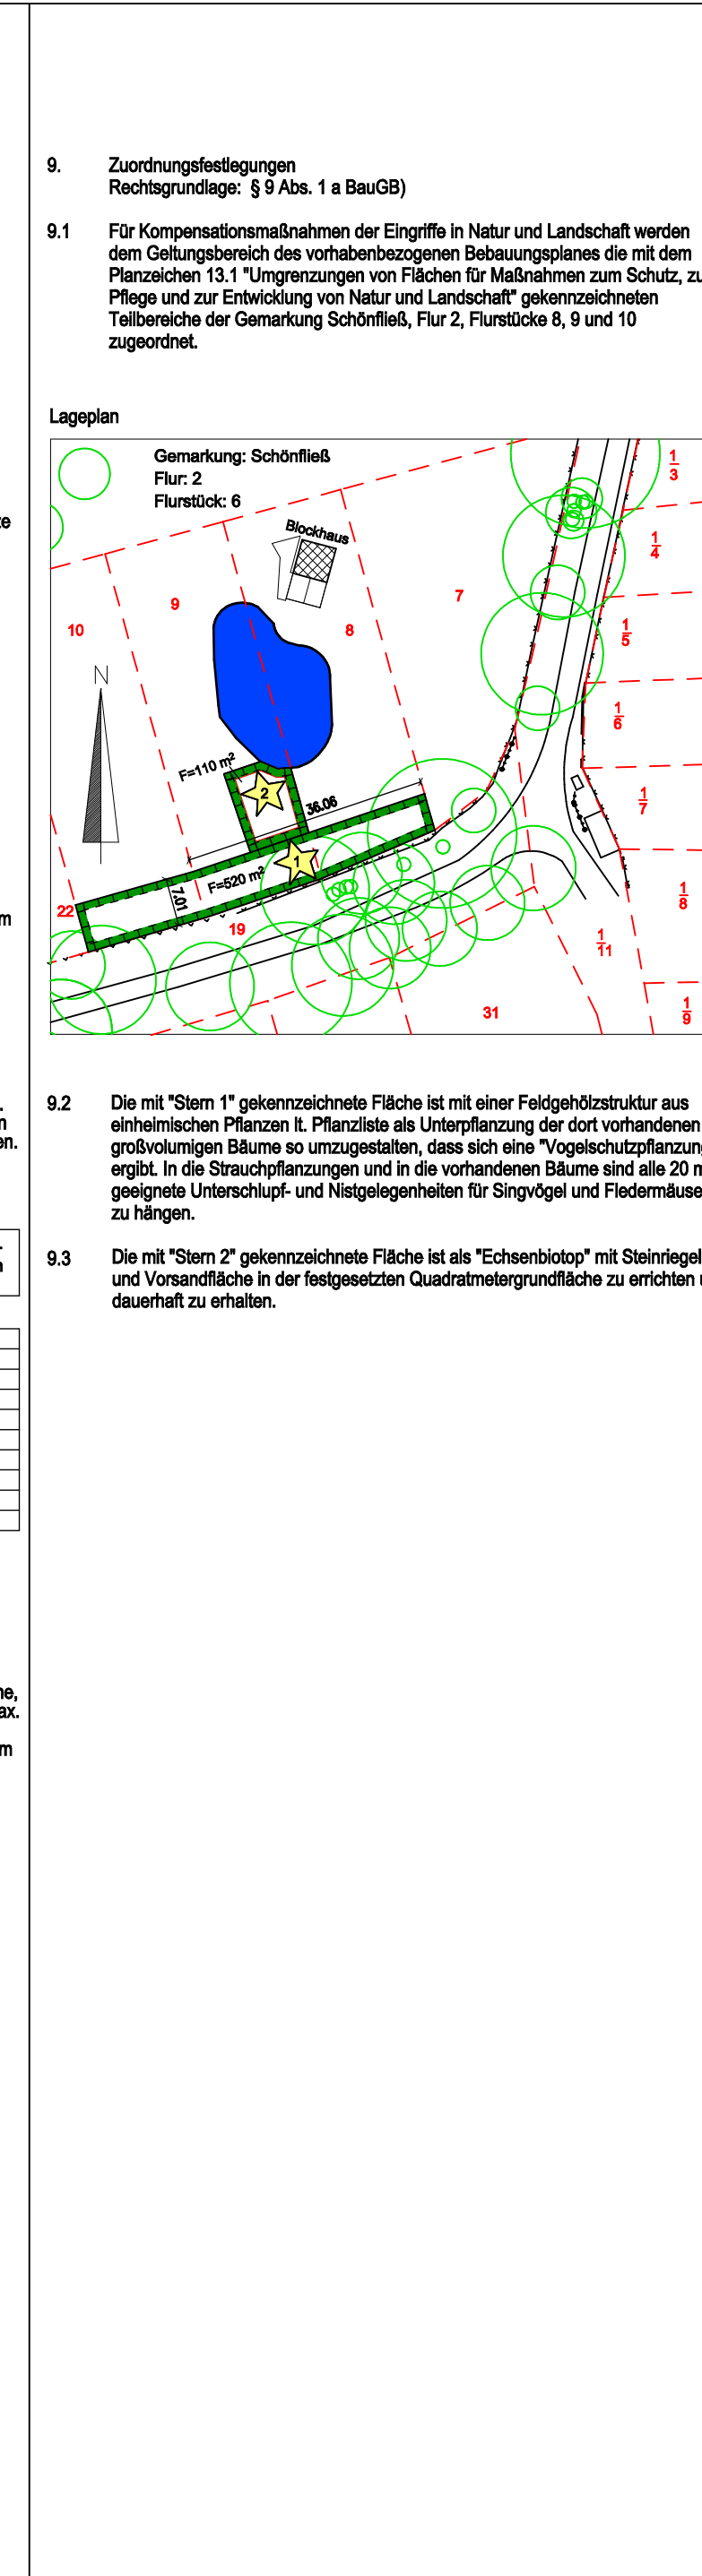 9. Zuordnungsfestlegungen
Rechtsgrundlage: § 9 Abs. 1 a BauGB)
9.1 Für Kompensationsmaßnahmen der Eingriffe in Natur und Landschaft werden
dem Geltungsbereich des vorhabenbezogenen Bebauungsplanes die mit dem
Planzeichen 13.1 "Umgrenzungen von Flächen für Maßnahmen zum Schutz, zu
Pflege und zur Entwicklung von Natur und Landschaft" gekennzeichneten
Teilbereiche der Gemarkung Schönfließ, Flur 2, Flurstücke 8, 9 und 10
zugeordnet.
Lageplan
Gemarkung: Schönfließ
Flur: 2
Flurstück: 6
Blockhaus
1/3
1/4
9
7
10
8
1/5
N
1/6
F=110 m²
2
36.06
1/7
1
F=520 m²
7.01
22
19
1/8
1/11
31
1/9
9.2 Die mit "Stern 1" gekennzeichnete Fläche ist mit einer Feldgehölzstruktur aus
einheimischen Pflanzen lt. Pflanzliste als Unterpflanzung der dort vorhandenen
großvolumigen Bäume so umzugestalten, dass sich eine "Vogelschutzpflanzung
ergibt. In die Strauchpflanzungen und in die vorhandenen Bäume sind alle 20 m
geeignete Unterschlupf- und Nistgelegenheiten für Singvögel und Fledermäuse
zu hängen.
9.3 Die mit "Stern 2" gekennzeichnete Fläche ist als "Echsenbiotop" mit Steinriegel
und Vorsandfläche in der festgesetzten Quadratmetergrundfläche zu errichten
dauerhaft zu erhalten.